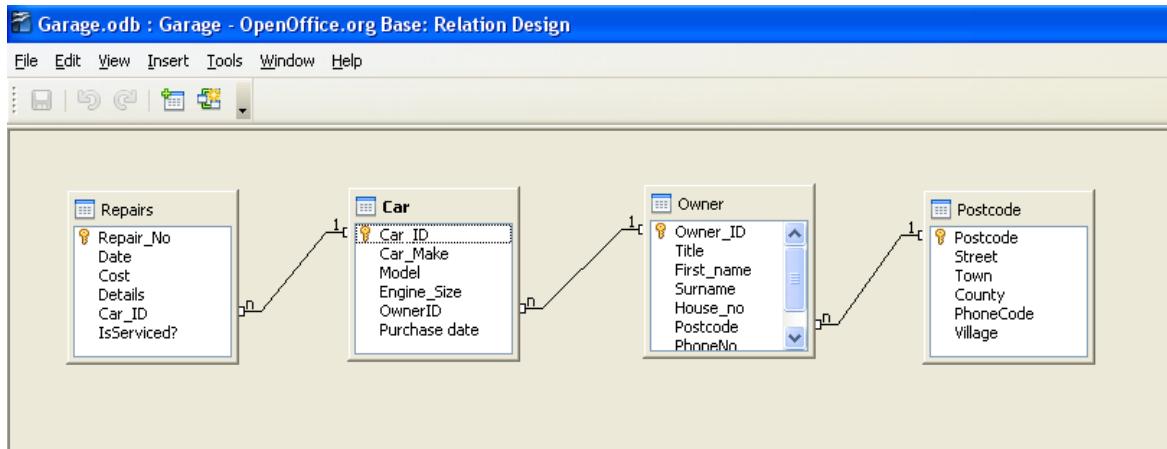 Garage.odb : Garage - OpenOffice.org Base: Relation Design
File Edit View Insert Tools Window Help
Repairs
Repair_No
Date
Cost
Details
Car_ID
IsServiced?
n
1
Car
Car_ID
Car_Make
Model
Engine_Size
OwnerID
Purchase date
n
1
Owner
Owner_ID
Title
First_name
Surname
House_no
Postcode
PhoneNo
n
1
Postcode
Postcode
Street
Town
County
PhoneCode
Village